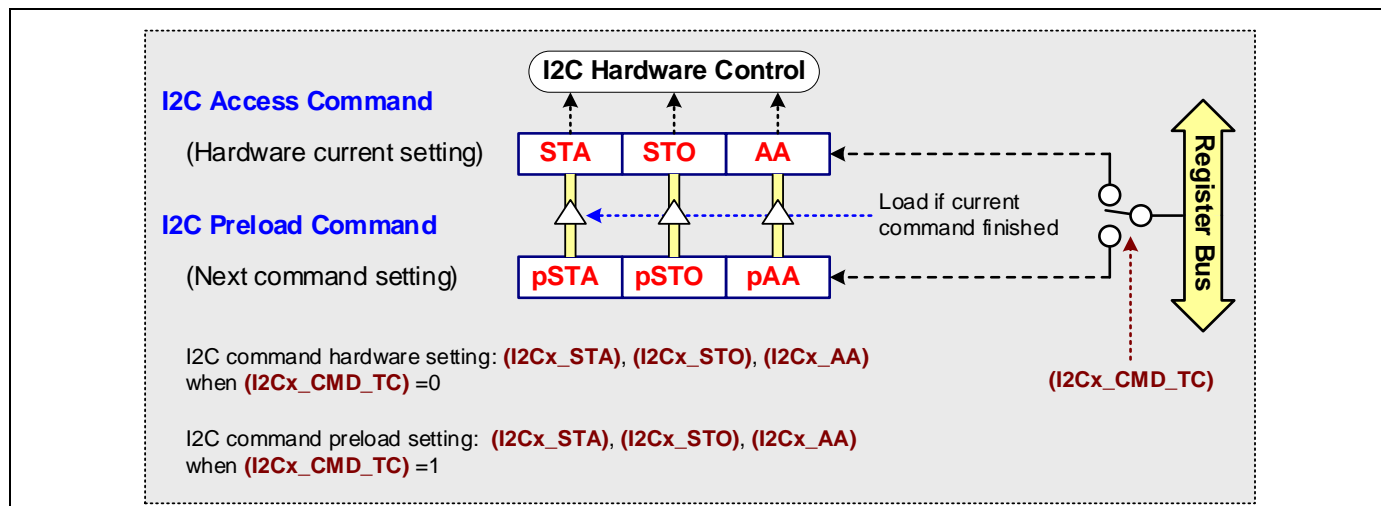 I2C Hardware Control
I2C Access Command
(Hardware current setting)
STA STO AA
Load if current
command finished
I2C Preload Command
(Next command setting)
pSTA pSTO pAA
Register Bus
I2C command hardware setting: (I2Cx_STA), (I2Cx_STO), (I2Cx_AA)
when (I2Cx_CMD_TC) =0
(I2Cx_CMD_TC)
I2C command preload setting: (I2Cx_STA), (I2Cx_STO), (I2Cx_AA)
when (I2Cx_CMD_TC) =1